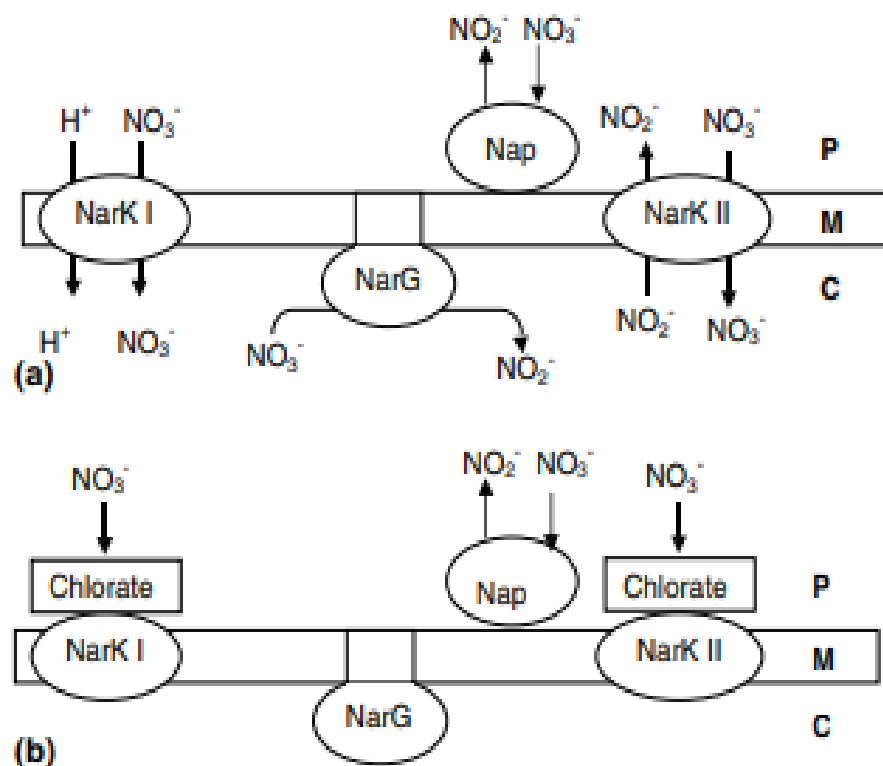 NO₂⁻ NO₃⁻
H⁺ NO₃⁻ NO₂⁻ NO₃⁻
Nap P
NarK I NarK II M
NarG C
H⁺ NO₃⁻ NO₃⁻ NO₂⁻ NO₂⁻ NO₃⁻
(a)
NO₃⁻ NO₂⁻ NO₃⁻ NO₃⁻
Chlorate Nap Chlorate P
NarK I NarK II M
NarG C
(b)